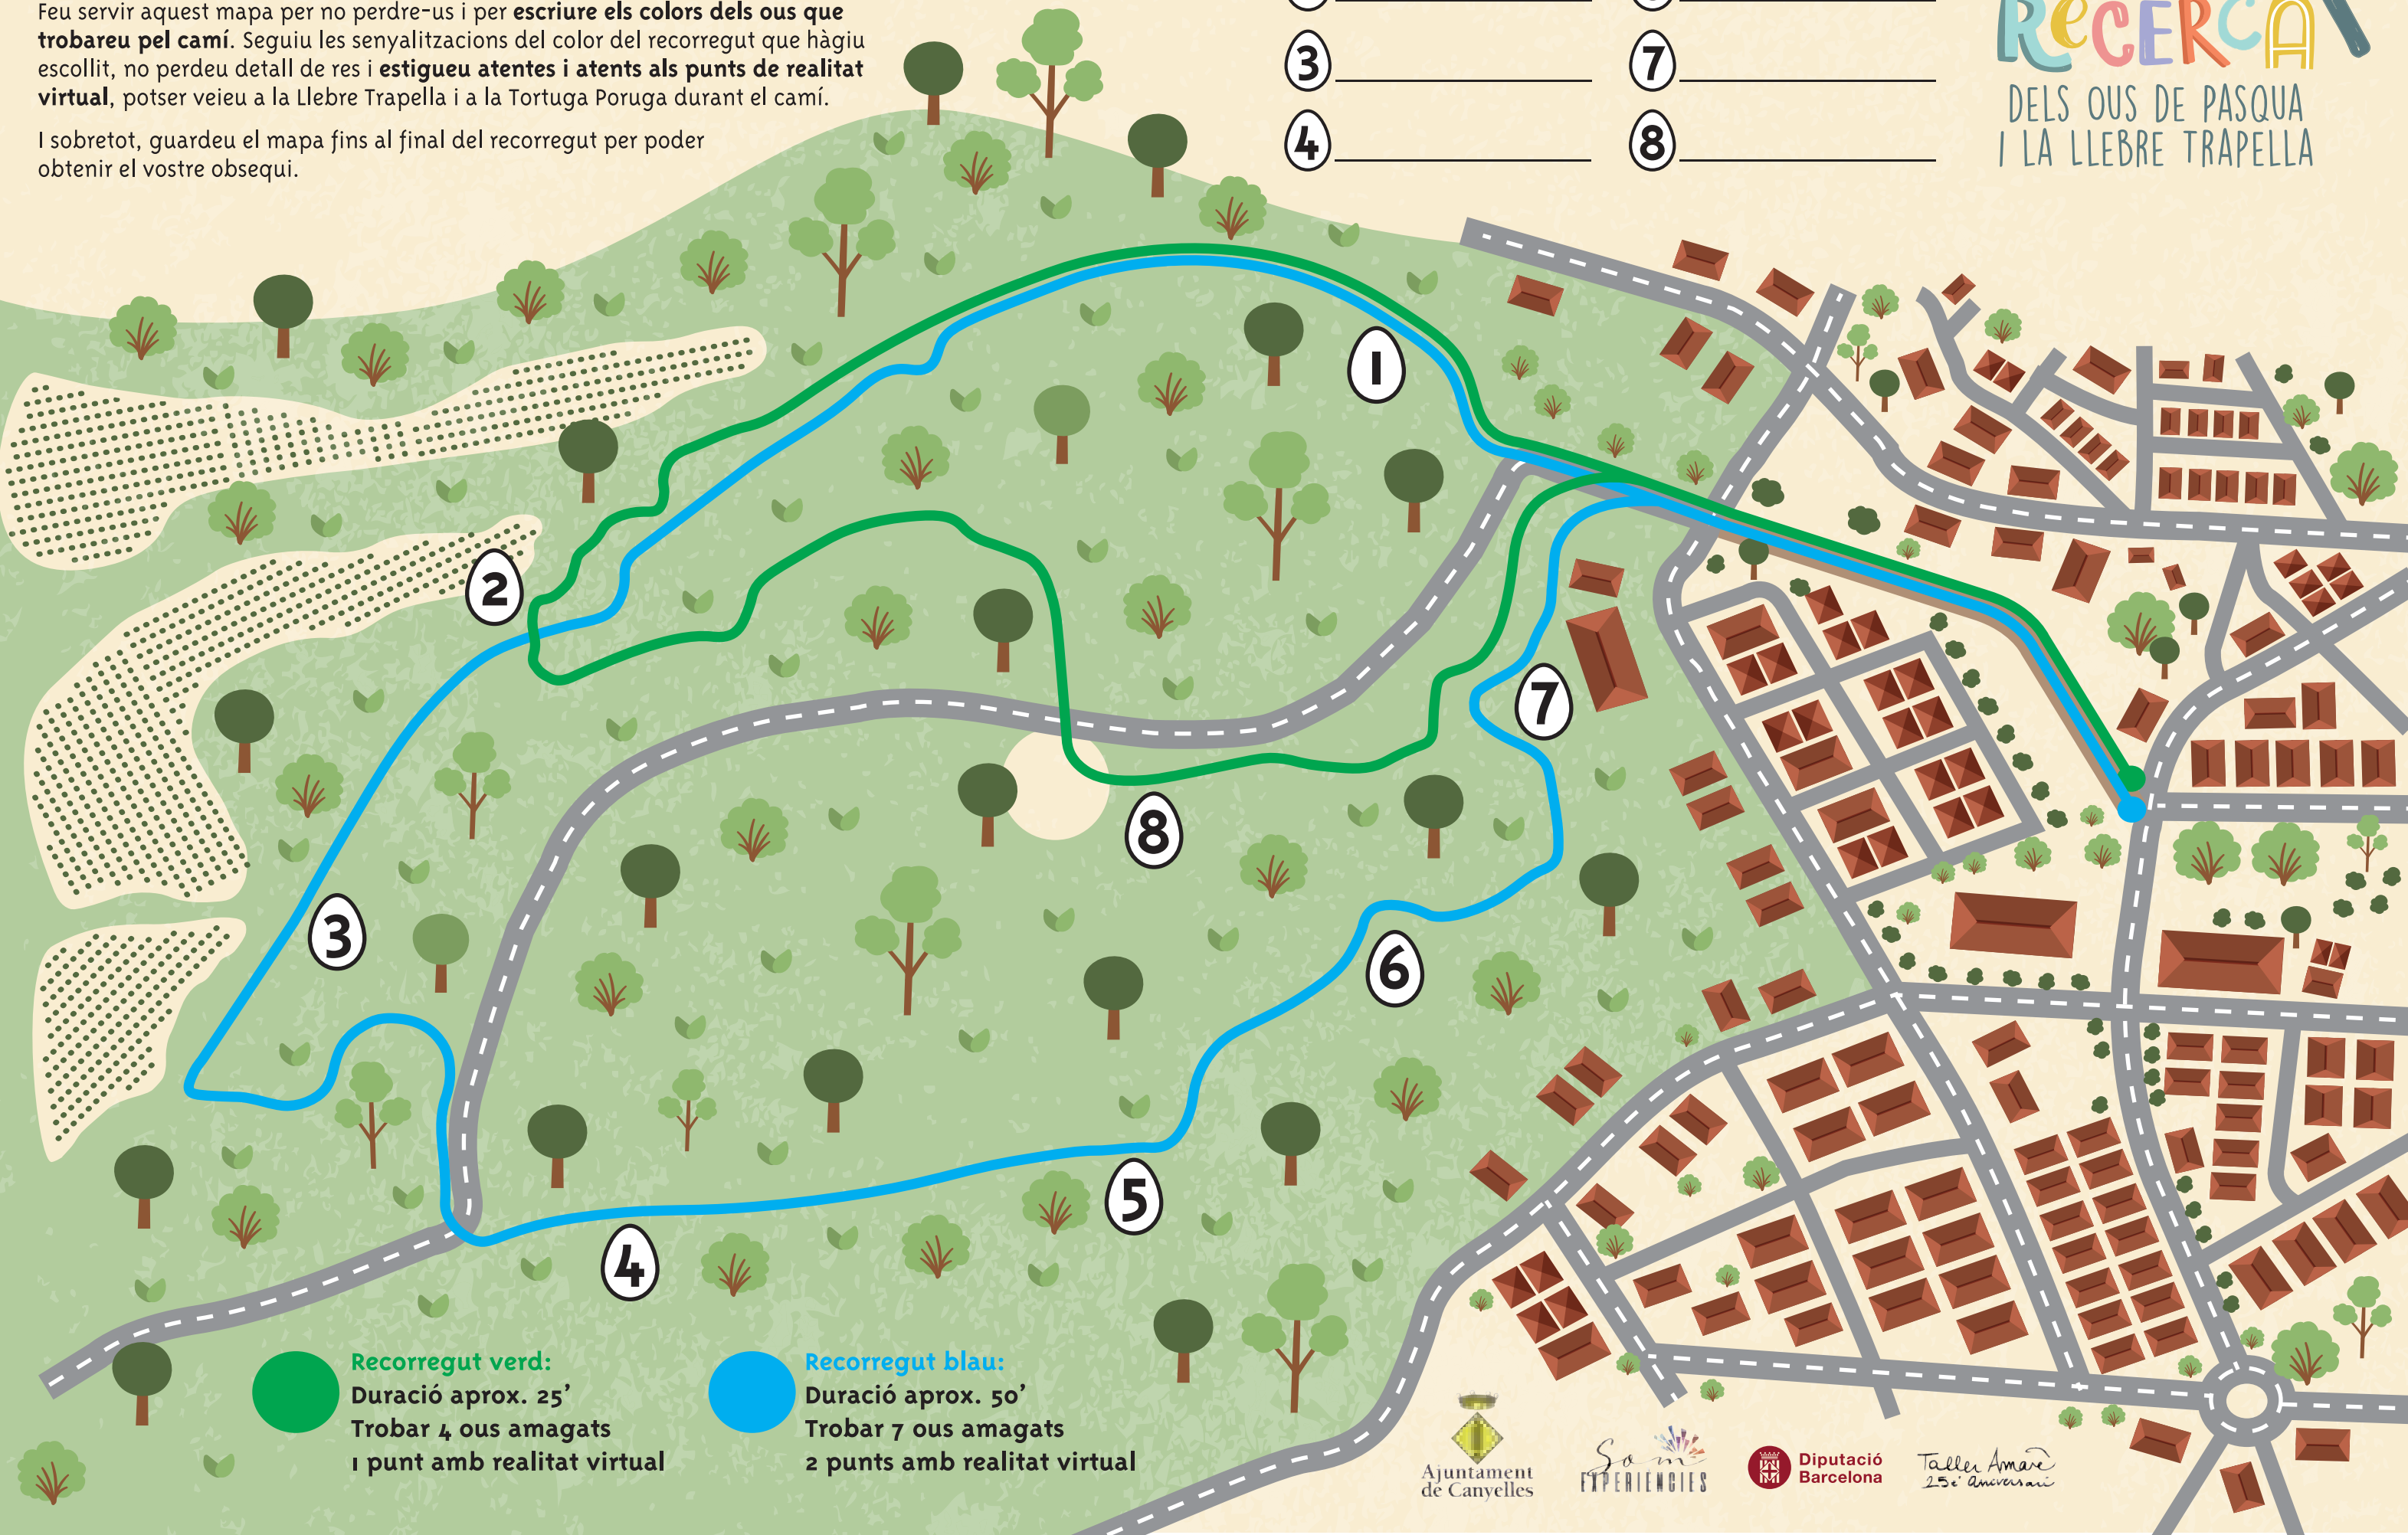 Feu servir aquest mapa per no perdre-us i per escriure els colors dels ous que
trobareu pel camí. Seguiu les senyalitzacions del color del recorregut que hàgiu
escollit, no perdeu detall de res i estigueu atentes i atents als punts de realitat
virtual, potser veieu a la Llebre Trapella i a la Tortuga Poruga durant el camí.
I sobretot, guardeu el mapa fins al final del recorregut per poder
obtenir el vostre obsequi.
3
7
4
8
RECERCA
DELS OUS DE PASQUA
I LA LLEBRE TRAPELLA
1
2
7
8
3
6
5
4
Recorregut verd:
Duració aprox. 25’
Trobar 4 ous amagats
1 punt amb realitat virtual
Recorregut blau:
Duració aprox. 50’
Trobar 7 ous amagats
2 punts amb realitat virtual
Ajuntament
de Canyelles
Som
EXPERIÈNCIES
Diputació
Barcelona
Taller Amarè
25è aniversari